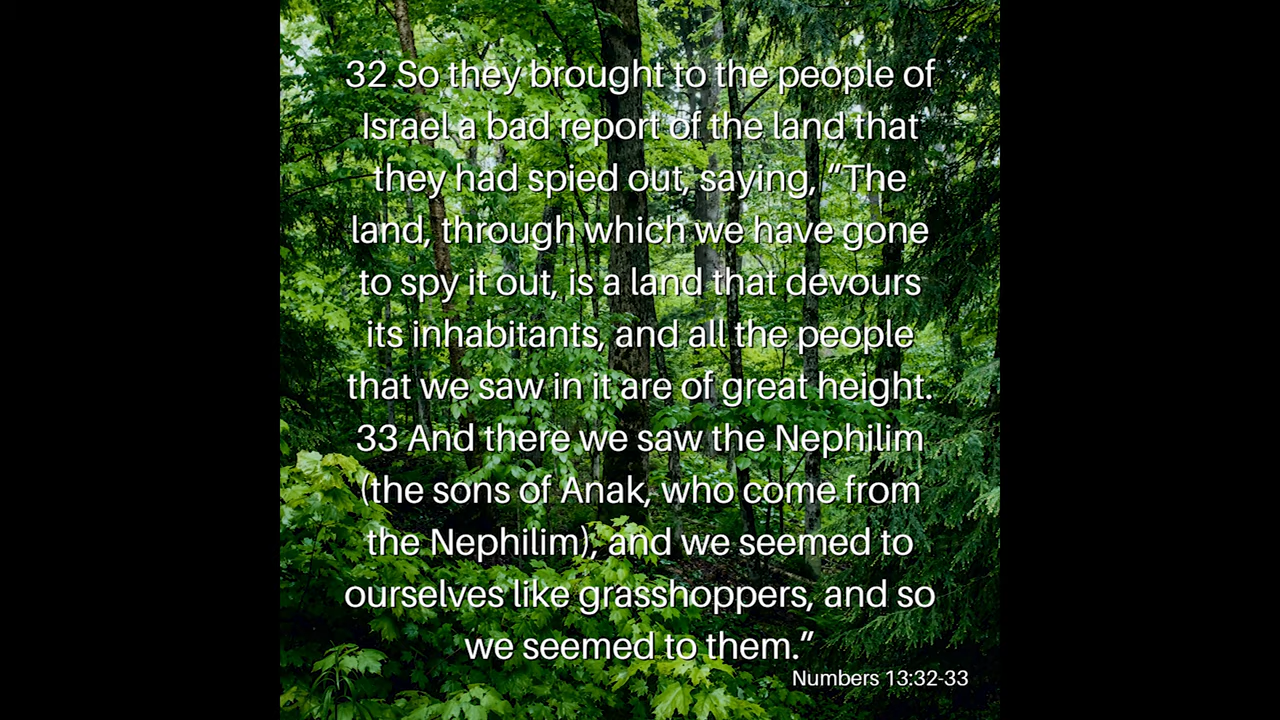 32 So they brought to the people of
Israel a bad report of the land that
they had spied out, saying, “The
land, through which we have gone
to spy it out, is a land that devours
its inhabitants, and all the people
that we saw in it are of great height.
33 And there we saw the Nephilim
(the sons of Anak, who come from
the Nephilim), and we seemed to
ourselves like grasshoppers, and so
we seemed to them.”
Numbers 13:32-33